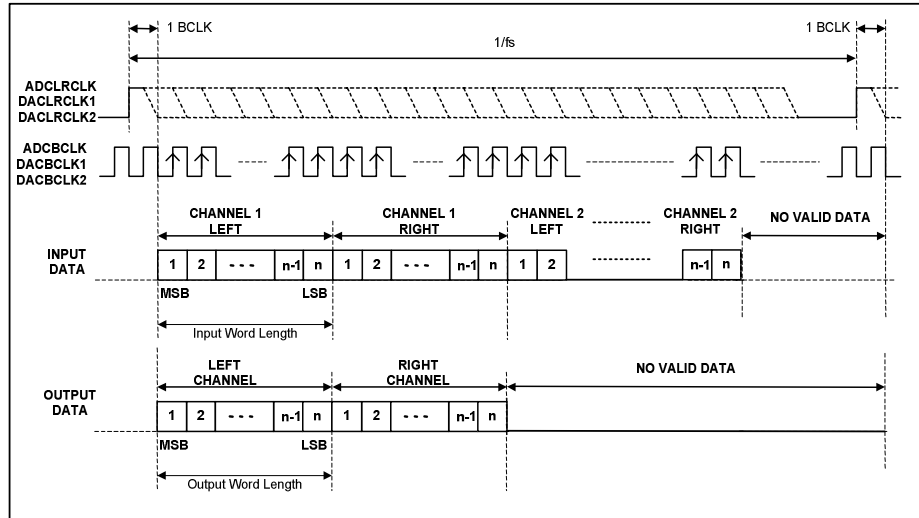 1 BCLK
1 BCLK
1/fs
ADCLRCLK
DACLRCLK1
DACLRCLK2
ADCBCLK
DACBCLK1
DACBCLK2
CHANNEL 1
LEFT
CHANNEL 1
RIGHT
CHANNEL 2
LEFT
CHANNEL 2
RIGHT
NO VALID DATA
INPUT
DATA
1 2 - - - n-1 n 1 2 - - - n-1 n 1 2 n-1 n
MSB LSB
Input Word Length
LEFT
CHANNEL
RIGHT
CHANNEL
NO VALID DATA
OUTPUT
DATA
1 2 - - - n-1 n 1 2 - - - n-1 n
MSB LSB
Output Word Length